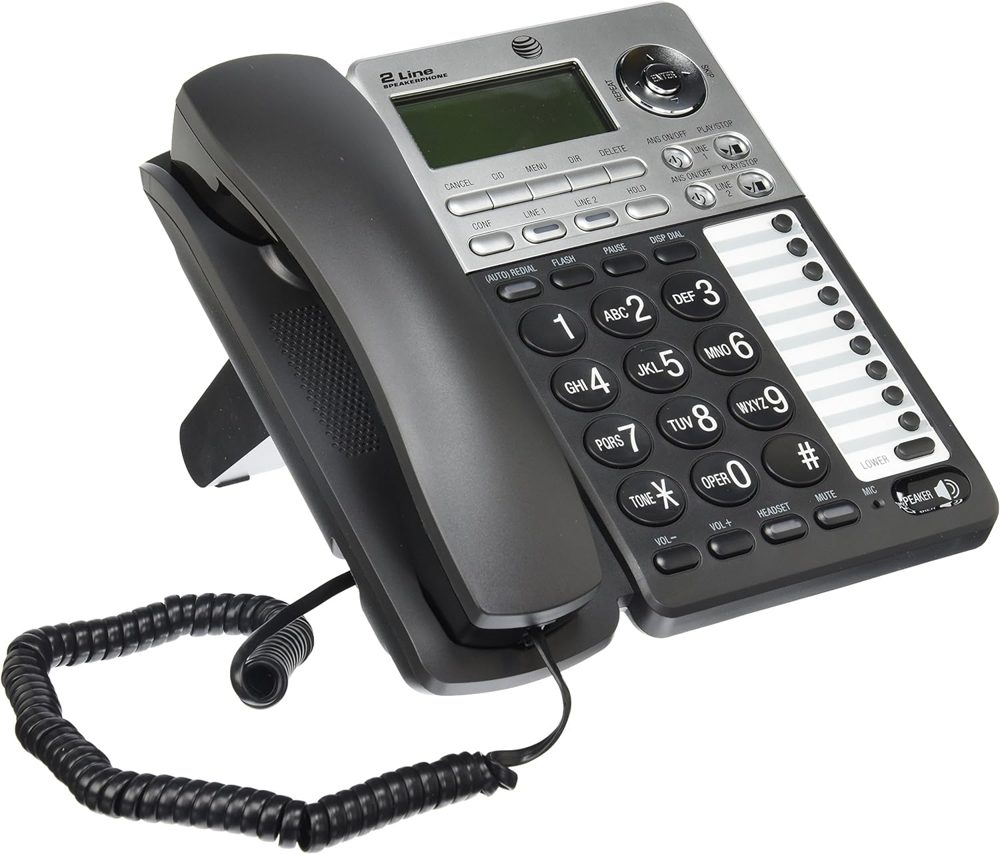 2 Line
SPEAKERPHONE
ENTER
REPEAT
SKIP
ANS ON/OFF PLAY/STOP
LINE 1
ANS ON/OFF PLAY/STOP
LINE 2
CANCEL CID MENU DIR DELETE
CONF LINE 1 LINE 2 HOLD
(AUTO) REDIAL FLASH PAUSE DISP DIAL
1 ABC 2 DEF 3
GHI 4 JKL 5 MNO 6
PQRS 7 TUV 8 WXYZ 9
TONE * OPER 0 #
LOWER
VOL- VOL+ HEADSET MUTE MIC
SPEAKER